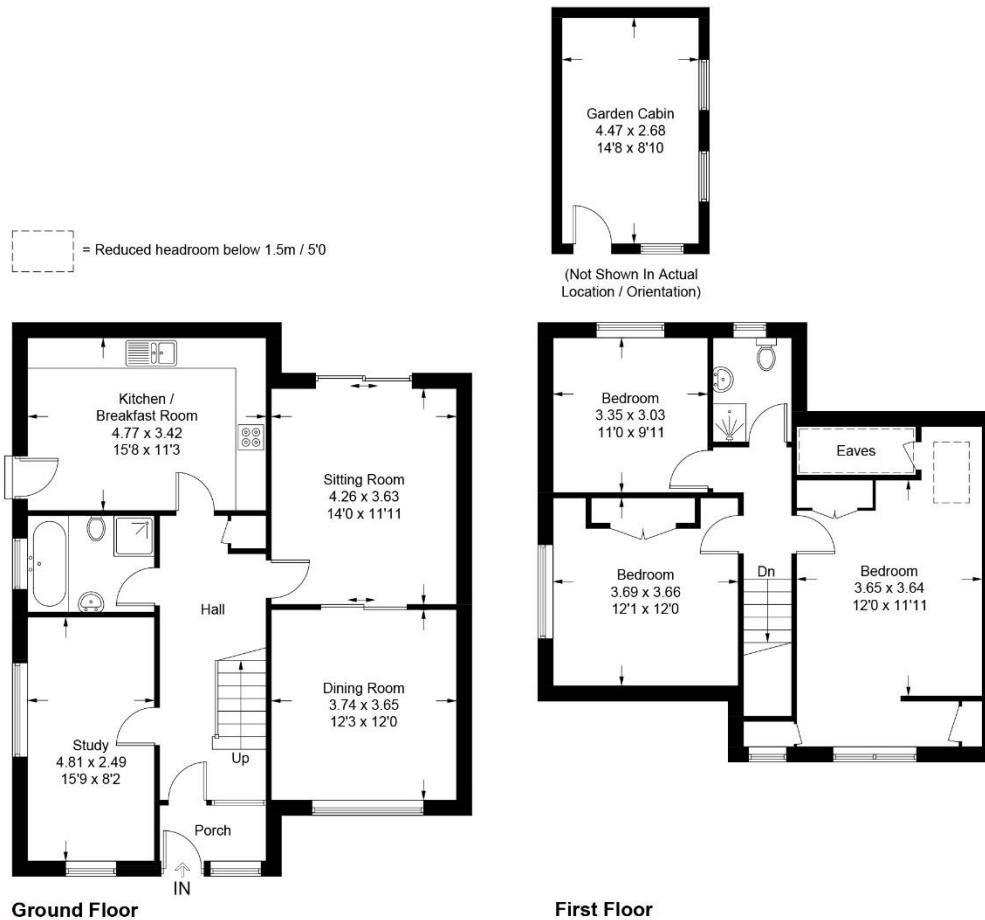 Garden Cabin
4.47 x 2.68
14'8 x 8'10
(Not Shown In Actual
Location / Orientation)
= Reduced headroom below 1.5m / 5'0
Kitchen /
Breakfast Room
4.77 x 3.42
15'8 x 11'3
Sitting Room
4.26 x 3.63
14'0 x 11'11
Hall
Dining Room
3.74 x 3.65
12'3 x 12'0
Study
4.81 x 2.49
15'9 x 8'2
Up
Porch
IN
Ground Floor
Bedroom
3.35 x 3.03
11'0 x 9'11
Eaves
Bedroom
3.69 x 3.66
12'1 x 12'0
Dn
Bedroom
3.65 x 3.64
12'0 x 11'11
First Floor